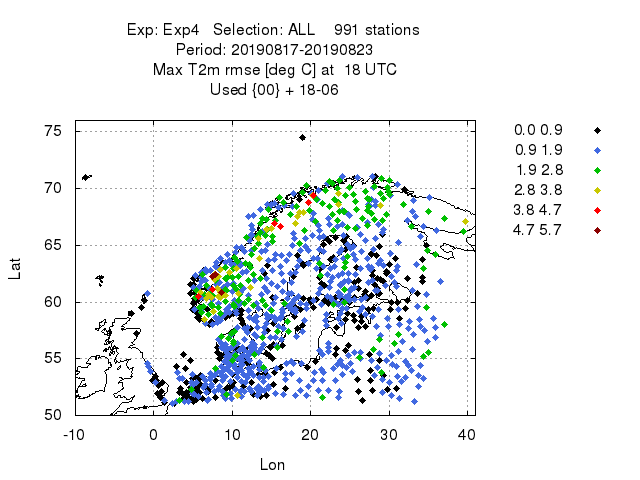 Exp: Exp4 Selection: ALL 991 stations
Period: 20190817-20190823
Max T2m rmse [deg C] at 18 UTC
Used {00} + 18-06
0.0 0.9
0.9 1.9
1.9 2.8
2.8 3.8
3.8 4.7
4.7 5.7
75
70
65
60
55
50
Lat
-10 0 10 20 30 40
Lon